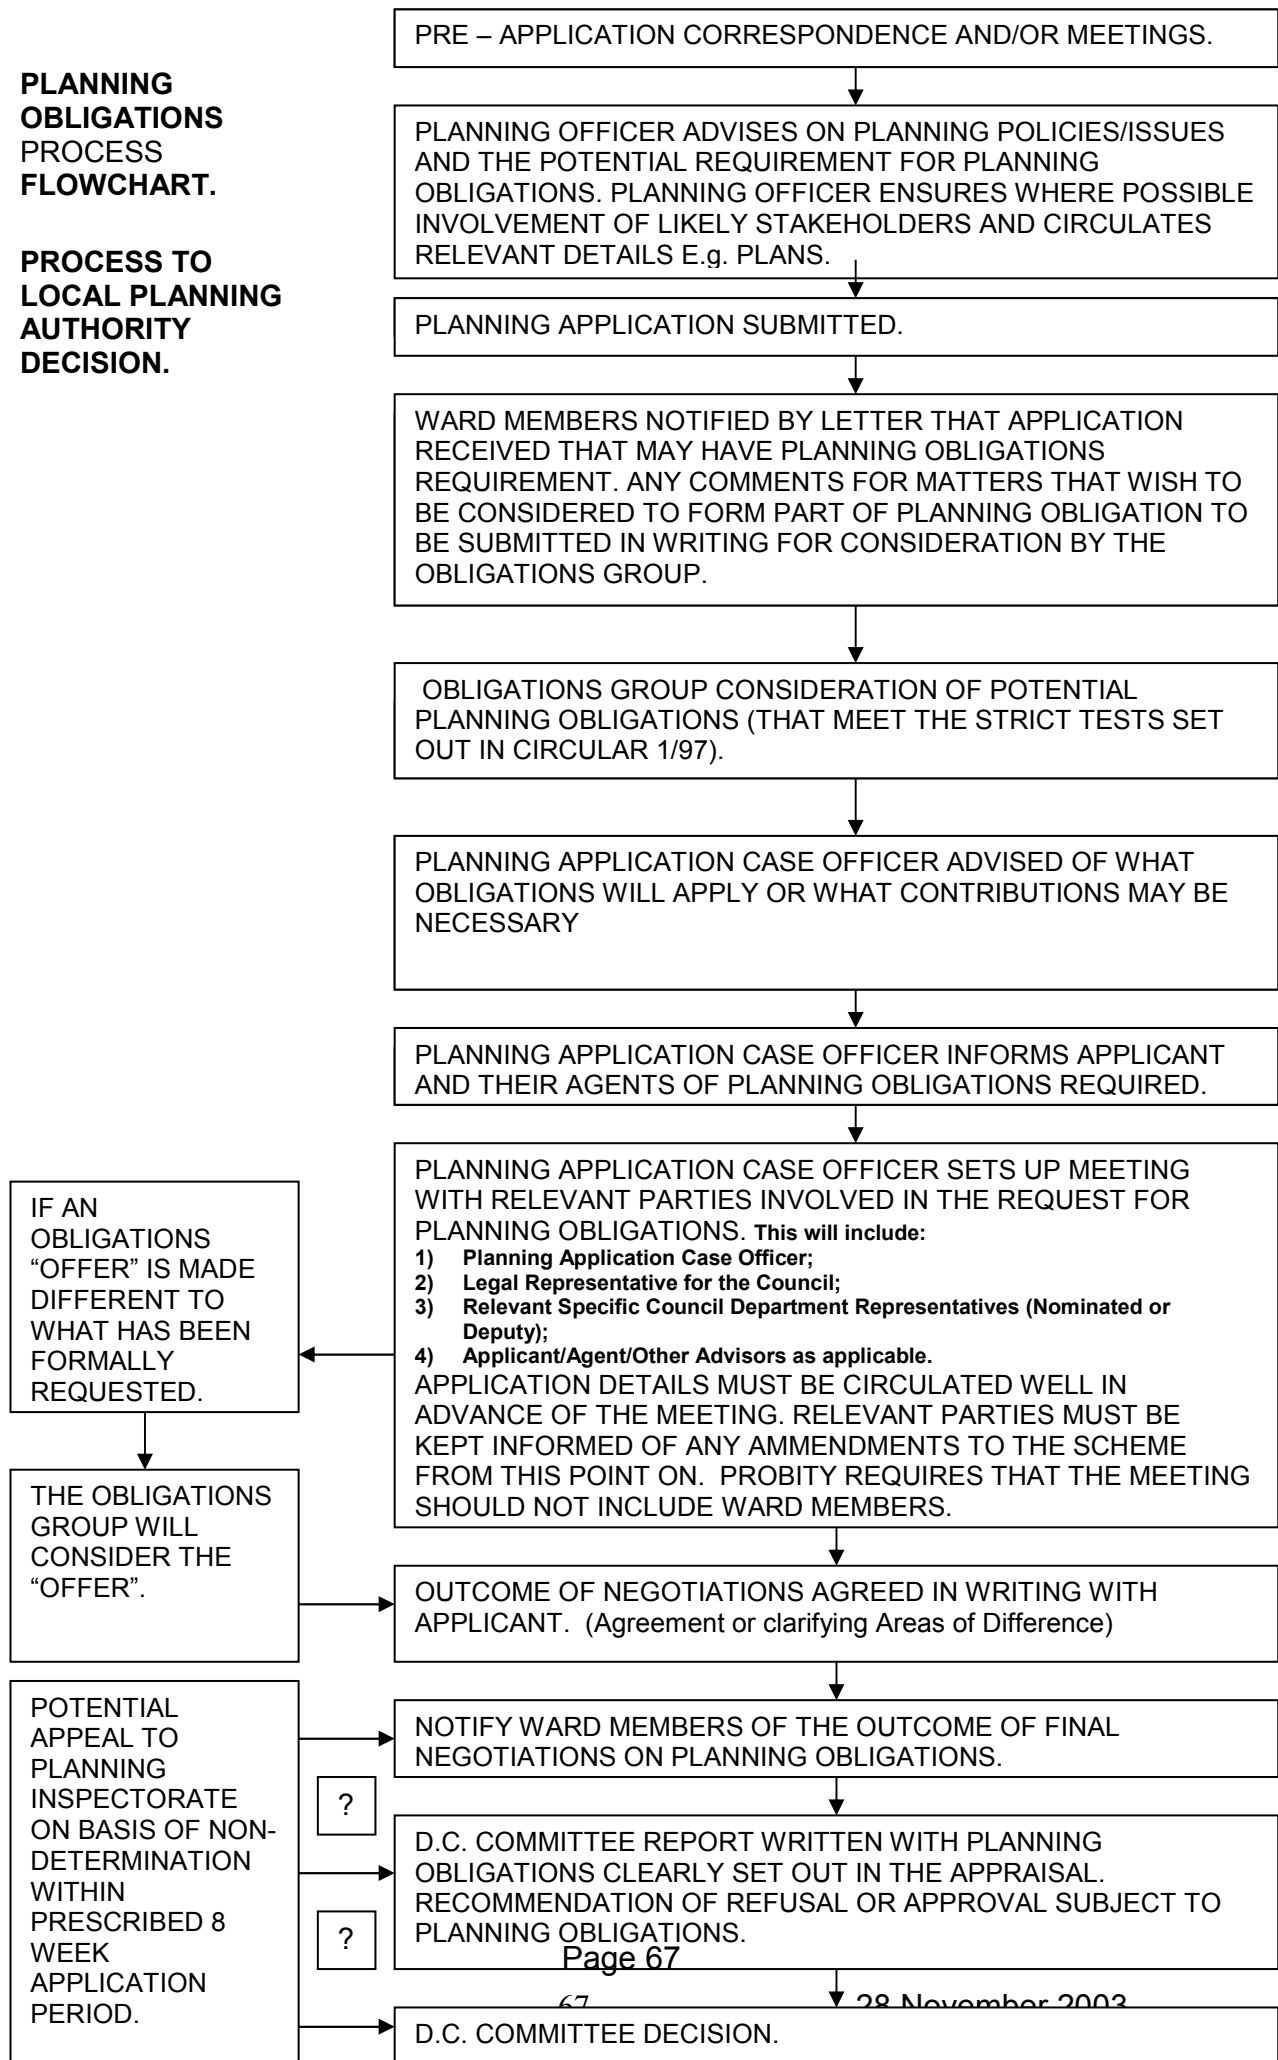 PLANNING
OBLIGATIONS
PROCESS
FLOWCHART.
PROCESS TO
LOCAL PLANNING
AUTHORITY
DECISION.
PRE – APPLICATION CORRESPONDENCE AND/OR MEETINGS.
PLANNING OFFICER ADVISES ON PLANNING POLICIES/ISSUES
AND THE POTENTIAL REQUIREMENT FOR PLANNING
OBLIGATIONS. PLANNING OFFICER ENSURES WHERE POSSIBLE
INVOLVEMENT OF LIKELY STAKEHOLDERS AND CIRCULATES
RELEVANT DETAILS E.g. PLANS.
PLANNING APPLICATION SUBMITTED.
WARD MEMBERS NOTIFIED BY LETTER THAT APPLICATION
RECEIVED THAT MAY HAVE PLANNING OBLIGATIONS
REQUIREMENT. ANY COMMENTS FOR MATTERS THAT WISH TO
BE CONSIDERED TO FORM PART OF PLANNING OBLIGATION TO
BE SUBMITTED IN WRITING FOR CONSIDERATION BY THE
OBLIGATIONS GROUP.
OBLIGATIONS GROUP CONSIDERATION OF POTENTIAL
PLANNING OBLIGATIONS (THAT MEET THE STRICT TESTS SET
OUT IN CIRCULAR 1/97).
PLANNING APPLICATION CASE OFFICER ADVISED OF WHAT
OBLIGATIONS WILL APPLY OR WHAT CONTRIBUTIONS MAY BE
NECESSARY
PLANNING APPLICATION CASE OFFICER INFORMS APPLICANT
AND THEIR AGENTS OF PLANNING OBLIGATIONS REQUIRED.
PLANNING APPLICATION CASE OFFICER SETS UP MEETING
WITH RELEVANT PARTIES INVOLVED IN THE REQUEST FOR
PLANNING OBLIGATIONS. This will include:
1) Planning Application Case Officer;
2) Legal Representative for the Council;
3) Relevant Specific Council Department Representatives (Nominated or
Deputy);
4) Applicant/Agent/Other Advisors as applicable.
APPLICATION DETAILS MUST BE CIRCULATED WELL IN
ADVANCE OF THE MEETING. RELEVANT PARTIES MUST BE
KEPT INFORMED OF ANY AMMENDMENTS TO THE SCHEME
FROM THIS POINT ON. PROBITY REQUIRES THAT THE MEETING
SHOULD NOT INCLUDE WARD MEMBERS.
IF AN
OBLIGATIONS
“OFFER” IS MADE
DIFFERENT TO
WHAT HAS BEEN
FORMALLY
REQUESTED.
THE OBLIGATIONS
GROUP WILL
CONSIDER THE
“OFFER”.
OUTCOME OF NEGOTIATIONS AGREED IN WRITING WITH
APPLICANT. (Agreement or clarifying Areas of Difference)
POTENTIAL
APPEAL TO
PLANNING
INSPECTORATE
ON BASIS OF NON-
DETERMINATION
WITHIN
PRESCRIBED 8
WEEK
APPLICATION
PERIOD.
?
?
NOTIFY WARD MEMBERS OF THE OUTCOME OF FINAL
NEGOTIATIONS ON PLANNING OBLIGATIONS.
D.C. COMMITTEE REPORT WRITTEN WITH PLANNING
OBLIGATIONS CLEARLY SET OUT IN THE APPRAISAL.
RECOMMENDATION OF REFUSAL OR APPROVAL SUBJECT TO
PLANNING OBLIGATIONS.
Page 67
67
28 November 2003
D.C. COMMITTEE DECISION.